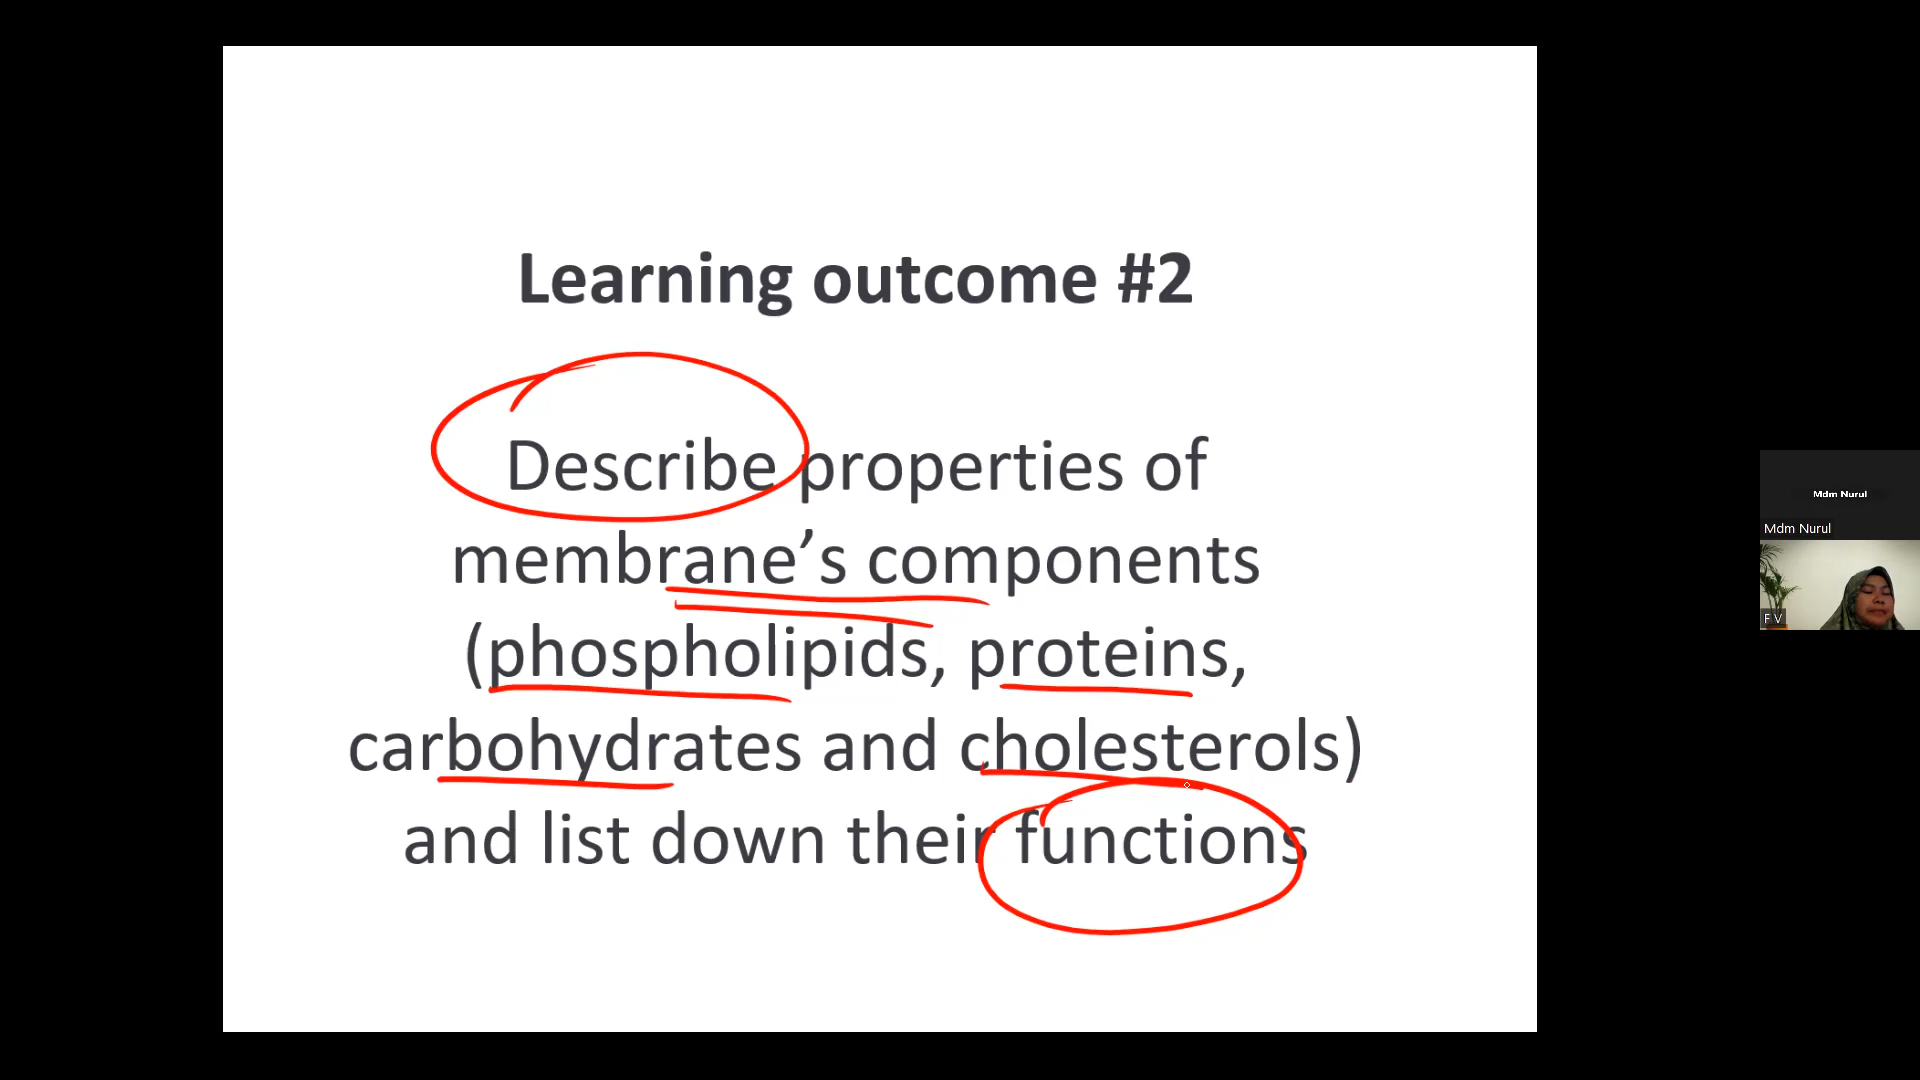 Learning outcome #2
Describe properties of
membrane’s components
(phospholipids, proteins,
carbohydrates and cholesterols)
and list down their functions
Mdm Nurul
Mdm Nurul
F V